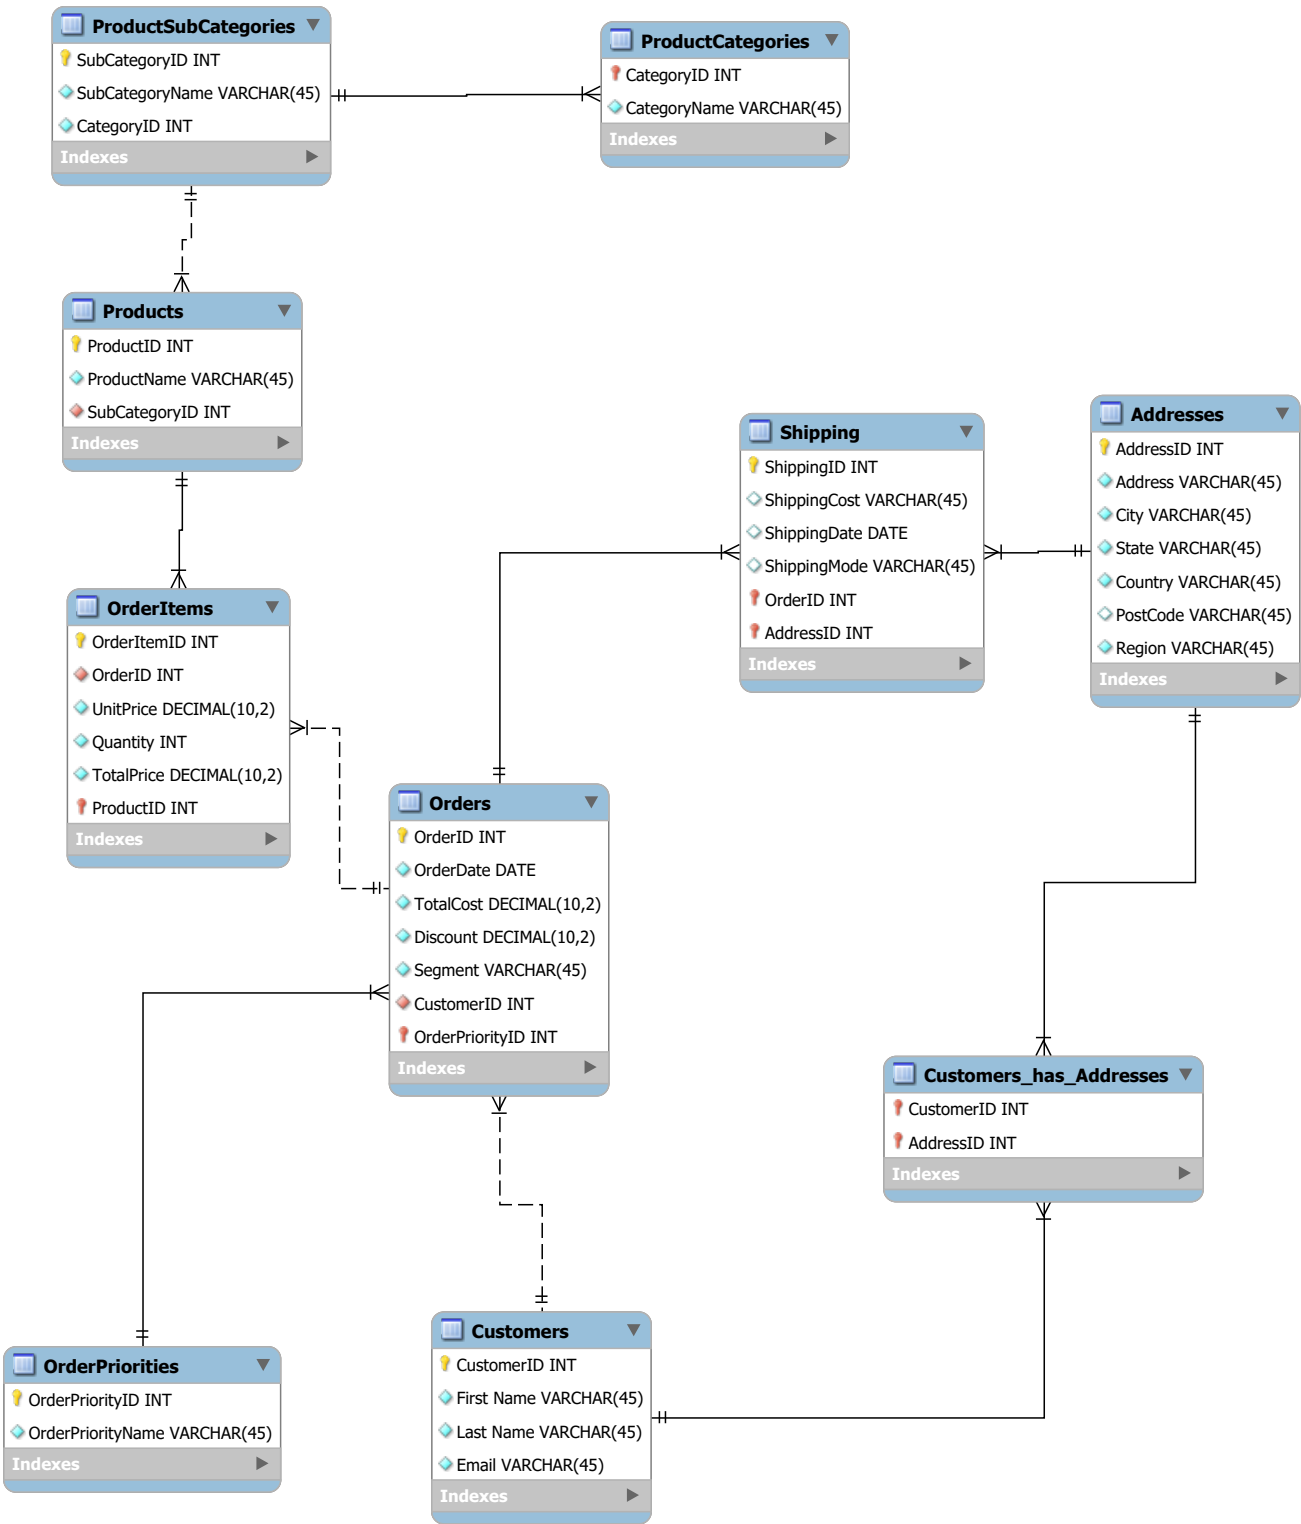 ProductSubCategories
SubCategoryID INT
SubCategoryName VARCHAR(45)
CategoryID INT
Indexes
ProductCategories
CategoryID INT
CategoryName VARCHAR(45)
Indexes
Products
ProductID INT
ProductName VARCHAR(45)
SubCategoryID INT
Indexes
Shipping
ShippingID INT
ShippingCost VARCHAR(45)
ShippingDate DATE
ShippingMode VARCHAR(45)
OrderID INT
AddressID INT
Indexes
Addresses
AddressID INT
Address VARCHAR(45)
City VARCHAR(45)
State VARCHAR(45)
Country VARCHAR(45)
PostCode VARCHAR(45)
Region VARCHAR(45)
Indexes
OrderItems
OrderItemID INT
OrderID INT
UnitPrice DECIMAL(10,2)
Quantity INT
TotalPrice DECIMAL(10,2)
ProductID INT
Indexes
Orders
OrderID INT
OrderDate DATE
TotalCost DECIMAL(10,2)
Discount DECIMAL(10,2)
Segment VARCHAR(45)
CustomerID INT
OrderPriorityID INT
Indexes
Customers_has_Addresses
CustomerID INT
AddressID INT
Indexes
OrderPriorities
OrderPriorityID INT
OrderPriorityName VARCHAR(45)
Indexes
Customers
CustomerID INT
First Name VARCHAR(45)
Last Name VARCHAR(45)
Email VARCHAR(45)
Indexes